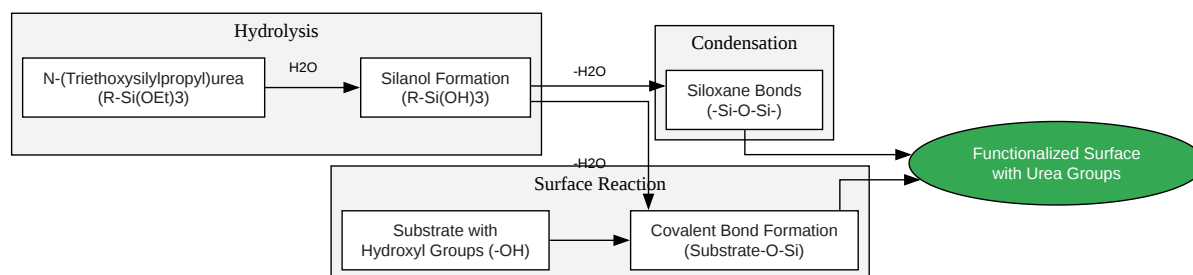 Hydrolysis
N-(Triethoxysilylpropyl)urea
(R-Si(OEt)3)
H2O
Silanol Formation
(R-Si(OH)3)
-H2O
Condensation
Siloxane Bonds
(-Si-O-Si-)
-H2O
Surface Reaction
Substrate with
Hydroxyl Groups (-OH)
Covalent Bond Formation
(Substrate-O-Si)
Functionalized Surface
with Urea Groups